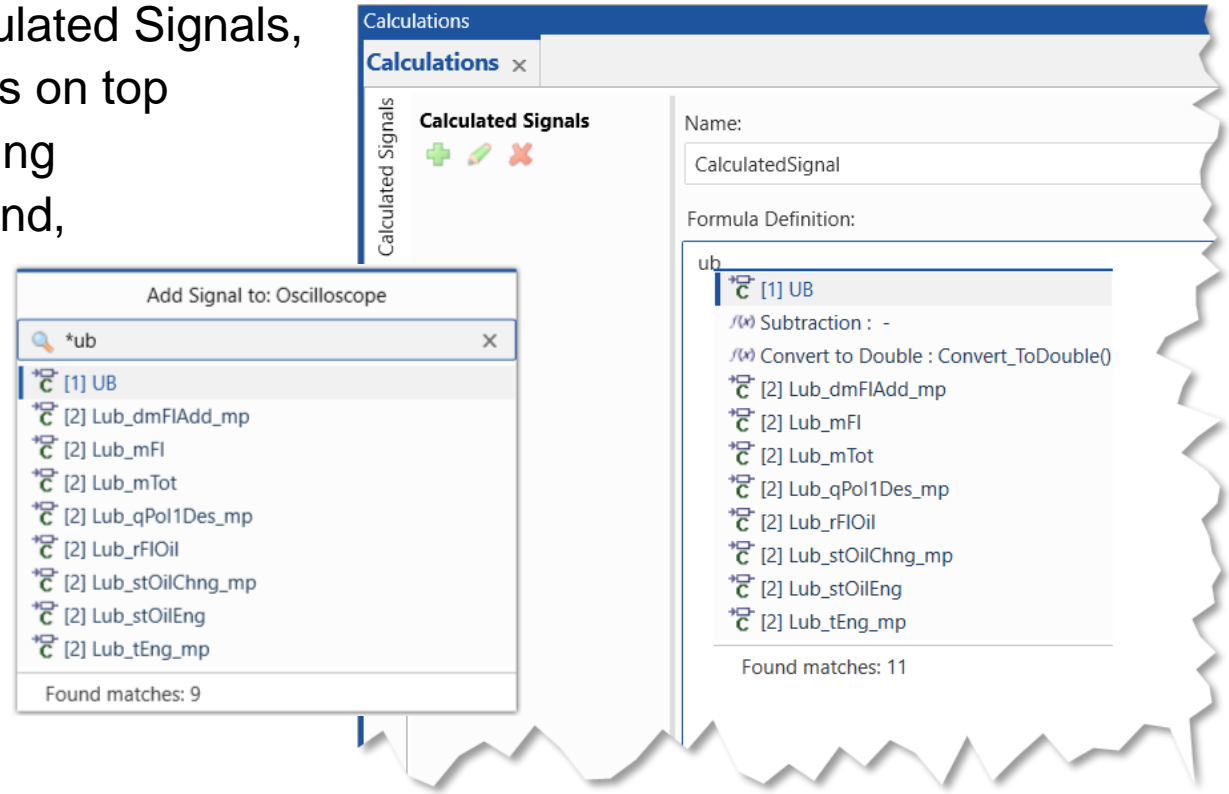 ulated Signals,
s on top
ng
nd,
Calculations
Calculations ×
Calculated Signals
Calculated Signals
Name:
CalculatedSignal
Formula Definition:
ub
[1] UB
Subtraction : -
Convert to Double : Convert_ToDouble()
[2] Lub_dmFlAdd_mp
[2] Lub_mFl
[2] Lub_mTot
[2] Lub_qPol1Des_mp
[2] Lub_rFlOil
[2] Lub_stOilChng_mp
[2] Lub_stOilEng
[2] Lub_tEng_mp
Found matches: 11
Add Signal to: Oscilloscope
*ub ×
[1] UB
[2] Lub_dmFlAdd_mp
[2] Lub_mFl
[2] Lub_mTot
[2] Lub_qPol1Des_mp
[2] Lub_rFlOil
[2] Lub_stOilChng_mp
[2] Lub_stOilEng
[2] Lub_tEng_mp
Found matches: 9